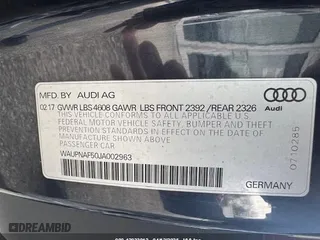 MFD. BY AUDI AG
02.17 GVWR LBS 4608 GAWR LBS FRONT 2392 /REAR 2326
THIS VEHICLE CONFORMS TO ALL APPLICABLE U.S.
FEDERAL MOTOR VEHICLE SAFETY, BUMPER AND THEFT
PREVENTION STANDARDS IN EFFECT ON THE DATE OF
MANUFACTURE SHOWN ABOVE.
PASSENGER CAR
WAUPNAF50JA002963
Audi
0210285
GERMANY
DREAMBID